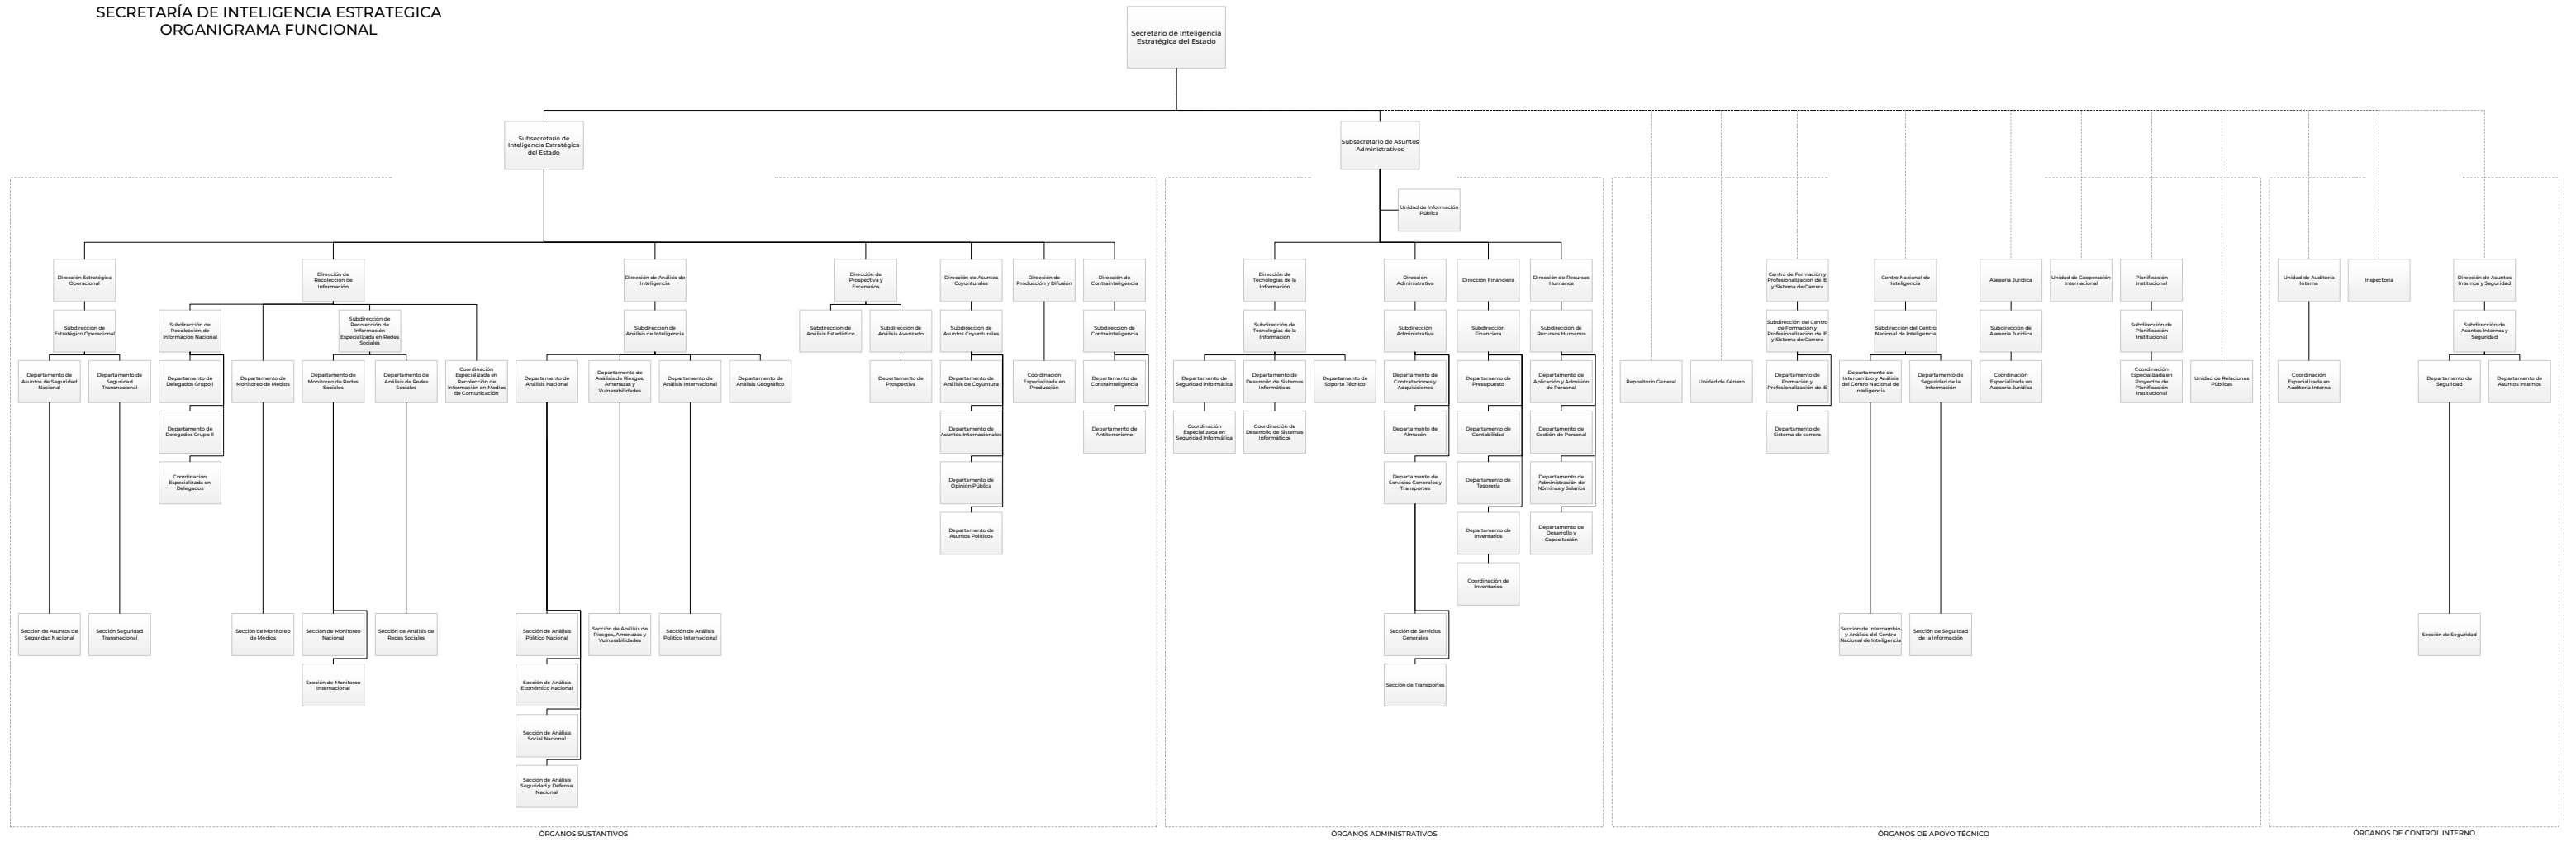 SECRETARÍA DE INTELIGENCIA ESTRATEGICA
ORGANIGRAMA FUNCIONAL
Secretario de Inteligencia
Estratégica del Estado
Subsecretario de
Inteligencia Estratégica
del Estado
Subsecretario de Asuntos
Administrativos
Unidad de Información
Pública
Dirección Estratégica
Operacional
Dirección de
Recolección de
Información
Dirección de Análisis de
Inteligencia
Dirección de
Prospectiva y
Escenarios
Dirección de Asuntos
Coyunturales
Dirección de
Producción y Difusión
Dirección de
Contrainteligencia
Dirección de
Tecnologías de la
Información
Dirección
Administrativa
Dirección Financiera
Dirección de Recursos
Humanos
Centro de Formación y
Profesionalización de IE
y Sistema de Carrera
Centro Nacional de
Inteligencia
Asesoría Jurídica
Unidad de Cooperación
Internacional
Planificación
Institucional
Unidad de Auditoría
Interna
Inspectoría
Dirección de Asuntos
Internos y Seguridad
Subdirección de
Estratégico Operacional
Subdirección de
Recolección de
Información Nacional
Subdirección de
Recolección de
Información
Especializada en Redes
Sociales
Subdirección de
Análisis de Inteligencia
Subdirección de
Análisis Estadístico
Subdirección de
Análisis Avanzado
Subdirección de
Asuntos Coyunturales
Subdirección de
Contrainteligencia
Subdirección de
Tecnologías de la
Información
Subdirección
Administrativa
Subdirección
Financiera
Subdirección de
Recursos Humanos
Subdirección del Centro
de Formación y
Profesionalización de IE
y Sistema de Carrera
Subdirección del Centro
Nacional de Inteligencia
Subdirección de
Asesoría Jurídica
Subdirección de
Planificación
Institucional
Subdirección de
Asuntos Internos y
Seguridad
Departamento de
Asuntos de Seguridad
Nacional
Departamento de
Seguridad
Transnacional
Departamento de
Delegados Grupo I
Departamento de
Monitoreo de Medios
Departamento de
Monitoreo de Redes
Sociales
Departamento de
Análisis de Redes
Sociales
Coordinación
Especializada en
Recolección de
Información en Medios
de Comunicación
Departamento de
Análisis Nacional
Departamento de
Análisis de Riesgos,
Amenazas y
Vulnerabilidades
Departamento de
Análisis Internacional
Departamento de
Análisis Geográfico
Departamento de
Prospectiva
Departamento de
Análisis de Coyuntura
Coordinación
Especializada en
Producción
Departamento de
Contrainteligencia
Departamento de
Seguridad Informática
Departamento de
Desarrollo de Sistemas
Informáticos
Departamento de
Soporte Técnico
Departamento de
Contrataciones y
Adquisiciones
Departamento de
Presupuesto
Departamento de
Aplicación y Admisión
de Personal
Repositorio General
Unidad de Género
Departamento de
Formación y
Profesionalización de IE
Departamento de
Intercambio y Análisis
del Centro Nacional de
Inteligencia
Departamento de
Seguridad de la
Información
Coordinación
Especializada en
Asesoría Jurídica
Coordinación
Especializada en
Proyectos de
Planificación
Institucional
Unidad de Relaciones
Públicas
Coordinación
Especializada en
Auditoría Interna
Departamento de
Seguridad
Departamento de
Asuntos Internos
Departamento de
Delegados Grupo II
Departamento de
Asuntos Internacionales
Departamento de
Antiterrorismo
Coordinación
Especializada en
Seguridad Informática
Coordinación de
Desarrollo de Sistemas
Informáticos
Departamento de
Almacén
Departamento de
Contabilidad
Departamento de
Gestión de Personal
Departamento de
Sistema de carrera
Coordinación
Especializada en
Delegados
Departamento de
Opinión Pública
Departamento de
Servicios Generales y
Transportes
Departamento de
Tesorería
Departamento de
Administración de
Nóminas y Salarios
Departamento de
Asuntos Políticos
Departamento de
Inventarios
Departamento de
Desarrollo y
Capacitación
Coordinación de
Inventarios
Sección de Asuntos de
Seguridad Nacional
Sección Seguridad
Transnacional
Sección de Monitoreo
de Medios
Sección de Monitoreo
Nacional
Sección de Análisis de
Redes Sociales
Sección de Análisis
Político Nacional
Sección de Análisis de
Riesgos, Amenazas y
Vulnerabilidades
Sección de Análisis
Político Internacional
Sección de Servicios
Generales
Sección de Intercambio
y Análisis del Centro
Nacional de Inteligencia
Sección de Seguridad
de la Información
Sección de Seguridad
Sección de Monitoreo
Internacional
Sección de Análisis
Económico Nacional
Sección de Transportes
Sección de Análisis
Social Nacional
Sección de Análisis
Seguridad y Defensa
Nacional
ÓRGANOS SUSTANTIVOS
ÓRGANOS ADMINISTRATIVOS
ÓRGANOS DE APOYO TÉCNICO
ÓRGANOS DE CONTROL INTERNO